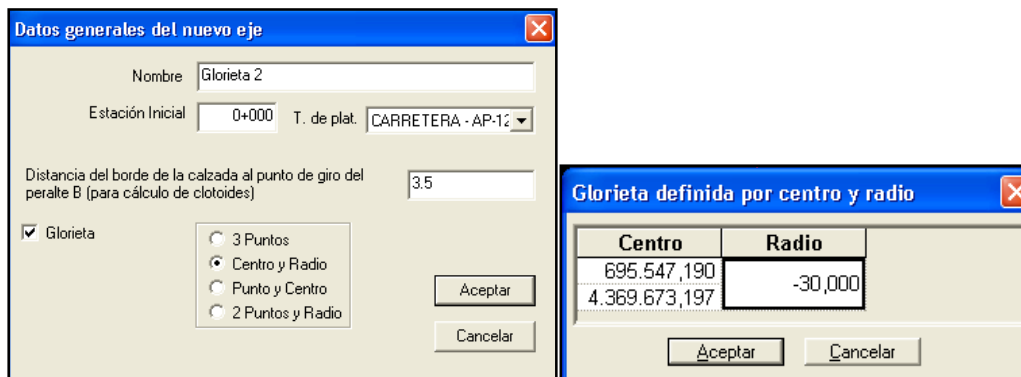 Datos generales del nuevo eje
Nombre Glorieta 2
Estación Inicial 0+000 T. de plat. CARRETERA - AP-12
Distancia del borde de la calzada al punto de giro del
peralte B (para cálculo de clotoides) 3.5
Glorieta
3 Puntos
Centro y Radio
Punto y Centro
2 Puntos y Radio
Aceptar
Cancelar
Glorieta definida por centro y radio
Centro Radio
695.547,190
-30,000
4.369.673,197
Aceptar Cancelar